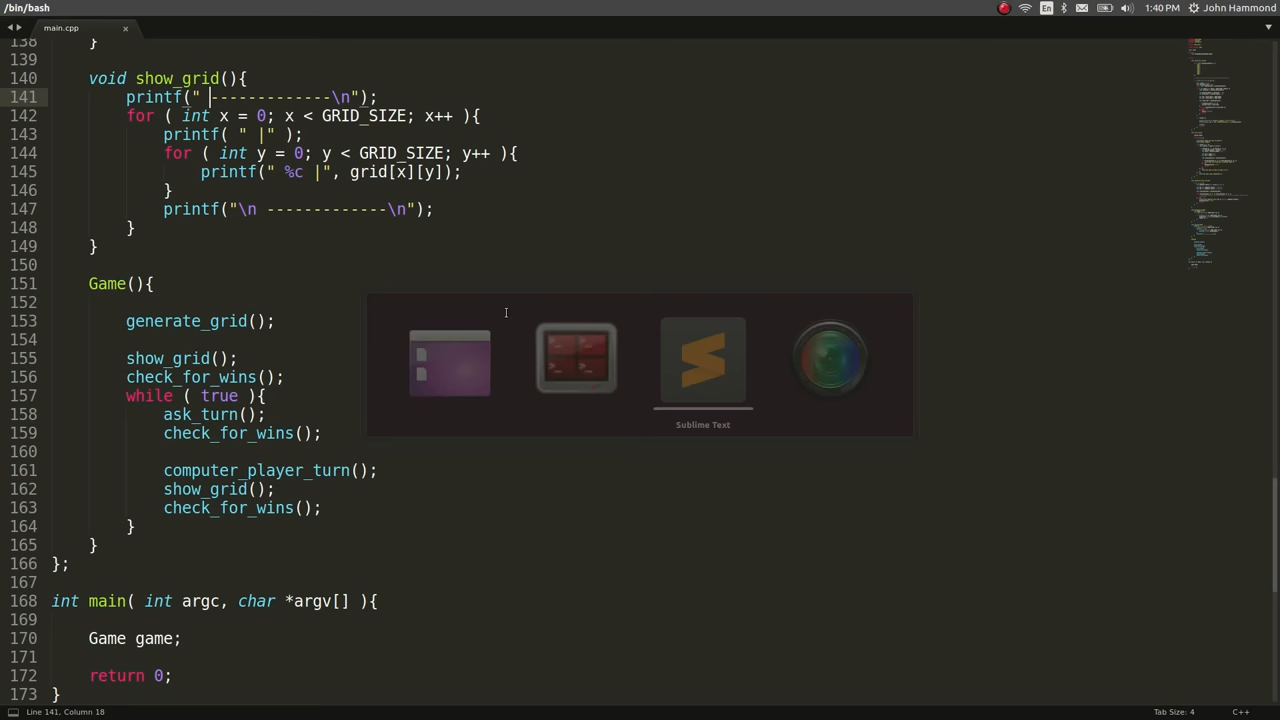 /bin/bash
En
1:40 PM
John Hammond
main.cpp
138 }
139
140 void show_grid(){
141 printf(" -------------\n");
142 for ( int x = 0; x < GRID_SIZE; x++ ){
143 printf( " |" );
144 for ( int y = 0; y < GRID_SIZE; y++ ){
145 printf(" %c |", grid[x][y]);
146 }
147 printf("\n -------------\n");
148 }
149 }
150
151 Game(){
152
153 generate_grid();
154
155 show_grid();
156 check_for_wins();
157 while ( true ){
158 ask_turn();
159 check_for_wins();
160
161 computer_player_turn();
162 show_grid();
163 check_for_wins();
164 }
165 }
166 };
167
168 int main( int argc, char *argv[] ){
169
170 Game game;
171
172 return 0;
173 }
Sublime Text
Line 141, Column 18
Tab Size: 4
C++